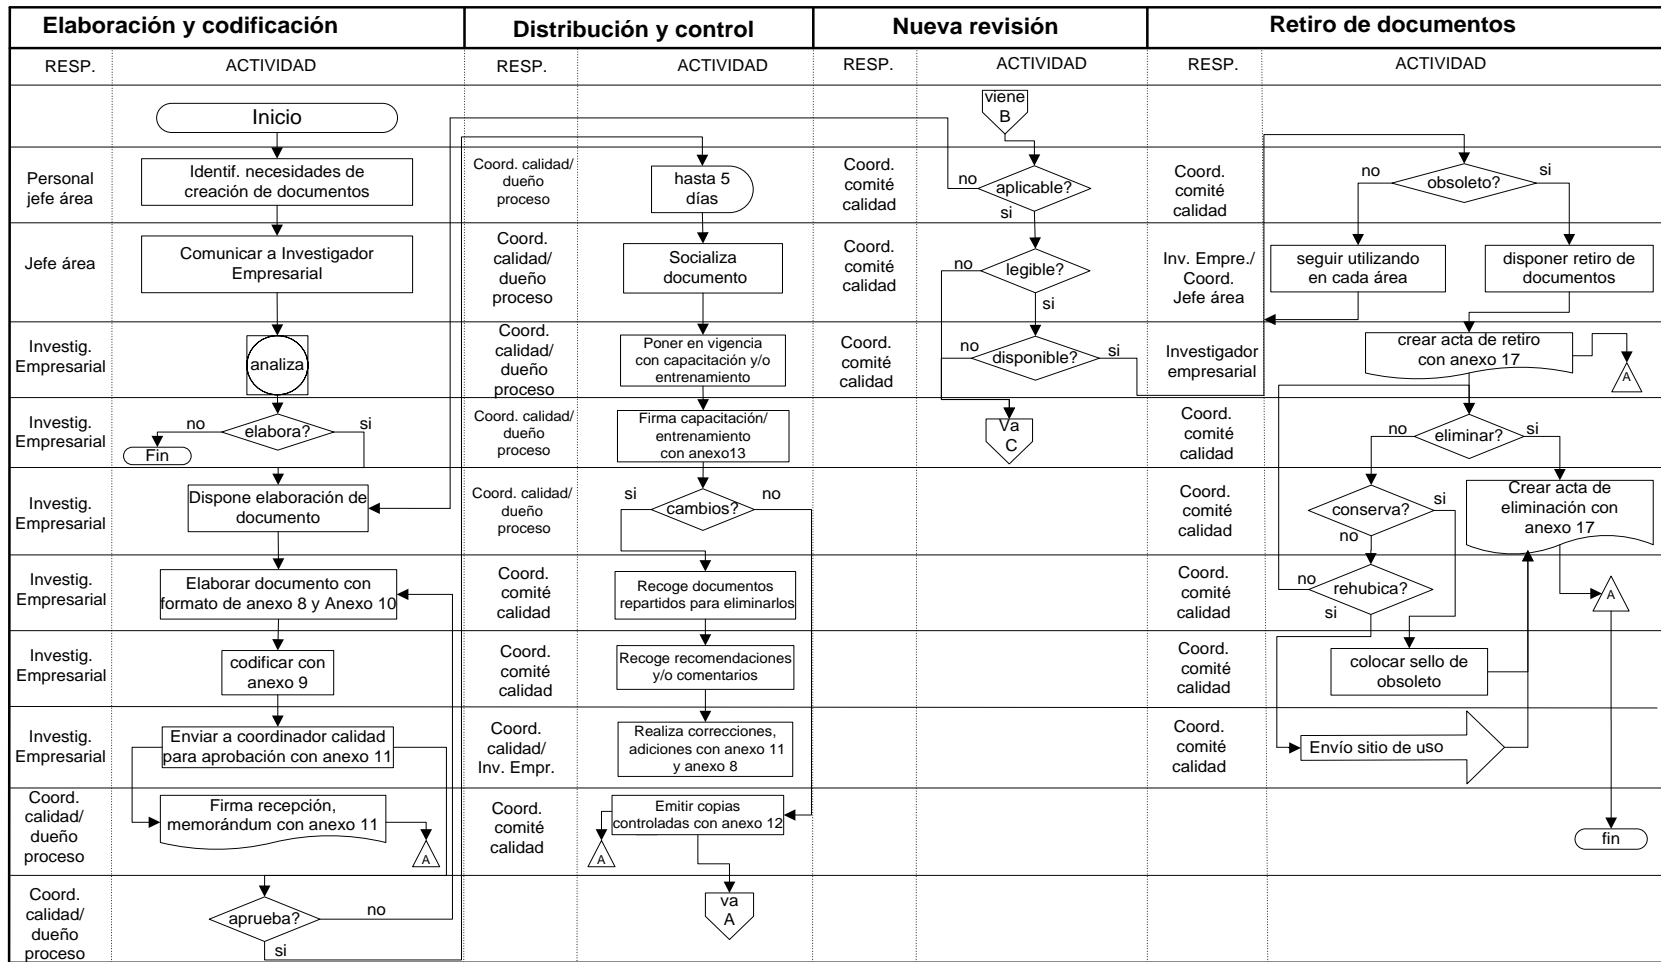 Elaboración y codificación
Distribución y control
Nueva revisión
Retiro de documentos
RESP.
ACTIVIDAD
RESP.
ACTIVIDAD
RESP.
ACTIVIDAD
RESP.
ACTIVIDAD
Inicio
Personal
jefe área
Identif. necesidades de
creación de documentos
Jefe área
Comunicar a Investigador
Empresarial
Investig.
Empresarial
analiza
Investig.
Empresarial
no
elabora?
si
Fin
Investig.
Empresarial
Dispone elaboración de
documento
Investig.
Empresarial
Elaborar documento con
formato de anexo 8 y Anexo 10
Investig.
Empresarial
codificar con
anexo 9
Investig.
Empresarial
Enviar a coordinador calidad
para aprobación con anexo 11
Coord.
calidad/
dueño
proceso
Firma recepción,
memorándum con anexo 11
A
Coord.
calidad/
dueño
proceso
aprueba?
no
si
Coord. calidad/
dueño
proceso
hasta 5
días
Coord.
calidad/
dueño
proceso
Socializa
documento
Coord.
calidad/
dueño
proceso
Poner en vigencia
con capacitación y/o
entrenamiento
Coord. calidad/
dueño
proceso
Firma capacitación/
entrenamiento
con anexo13
Coord. calidad/
dueño
proceso
si
cambios?
no
Coord.
comité
calidad
Recoge documentos
repartidos para eliminarlos
Coord.
comité
calidad
Recoge recomendaciones
y/o comentarios
Coord.
calidad/
Inv. Empr.
Realiza correcciones,
adiciones con anexo 11
y anexo 8
Coord.
comité
calidad
Emitir copias
controladas con anexo 12
A
va
A
viene
B
Coord.
comité
calidad
no
aplicable?
si
Coord.
comité
calidad
no
legible?
si
Coord.
comité
calidad
no
disponible?
si
Va
C
Coord.
comité
calidad
no
obsoleto?
si
Inv. Empre./
Coord.
Jefe área
seguir utilizando
en cada área
disponer retiro de
documentos
Investigador
empresarial
crear acta de retiro
con anexo 17
A
Coord.
comité
calidad
no
eliminar?
si
Coord.
comité
calidad
conserva?
si
no
Crear acta de
eliminación con
anexo 17
Coord.
comité
calidad
no
rehubica?
si
A
Coord.
comité
calidad
colocar sello de
obsoleto
Coord.
comité
calidad
Envío sitio de uso
fin